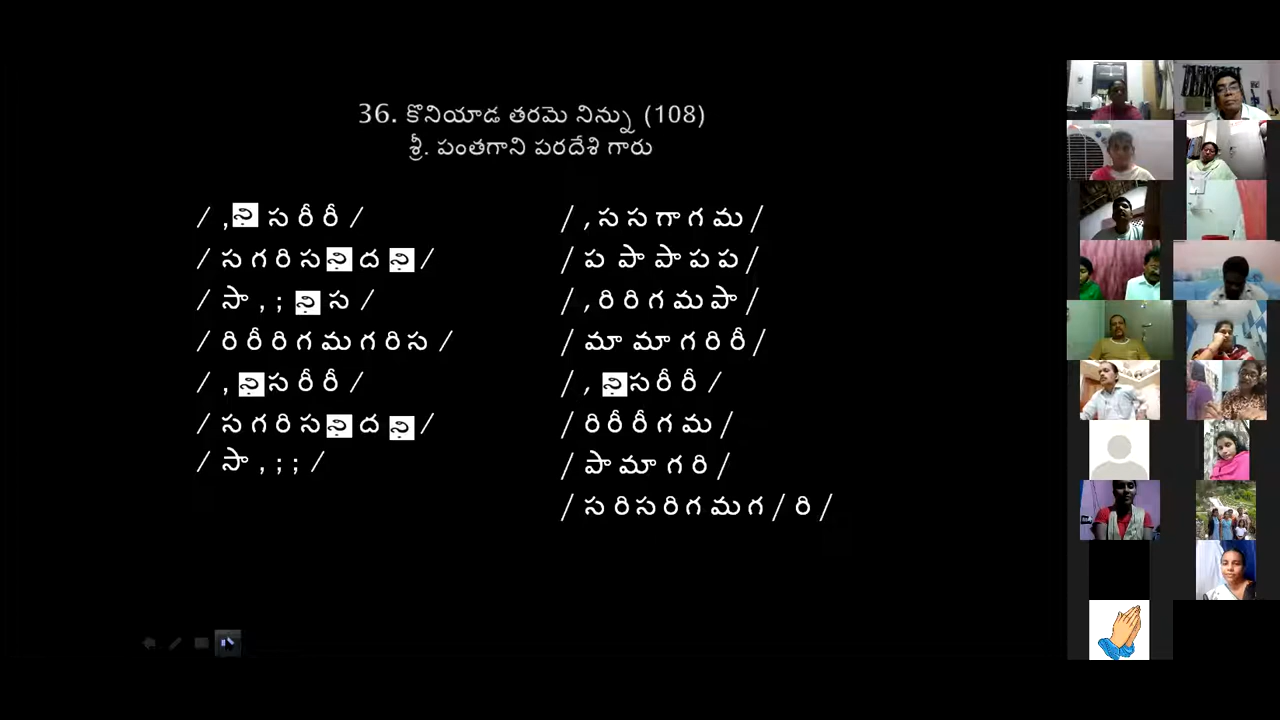 36. కొనియాడ తరమె నిన్ను (108)
శ్రీ. పంతగాని పరదేశి గారు
/ ,ని స రీ రీ /
/ స గ రి స ని ద ని /
/ సా , ; ని స /
/ రి రీ రి గ మ గ రి స /
/ , ని స రీ రీ /
/ స గ రి స ని ద ని /
/ సా , ; ; /
/ , స స గా గ మ /
/ ప పా పా ప ప /
/ , రి రి గ మ పా /
/ మా మా గ రి రీ /
/ , ని స రీ రీ /
/ రి రీ రీ గ మ /
/ పా మా గ రి /
/ స రి స రి గ మ గ / రి /